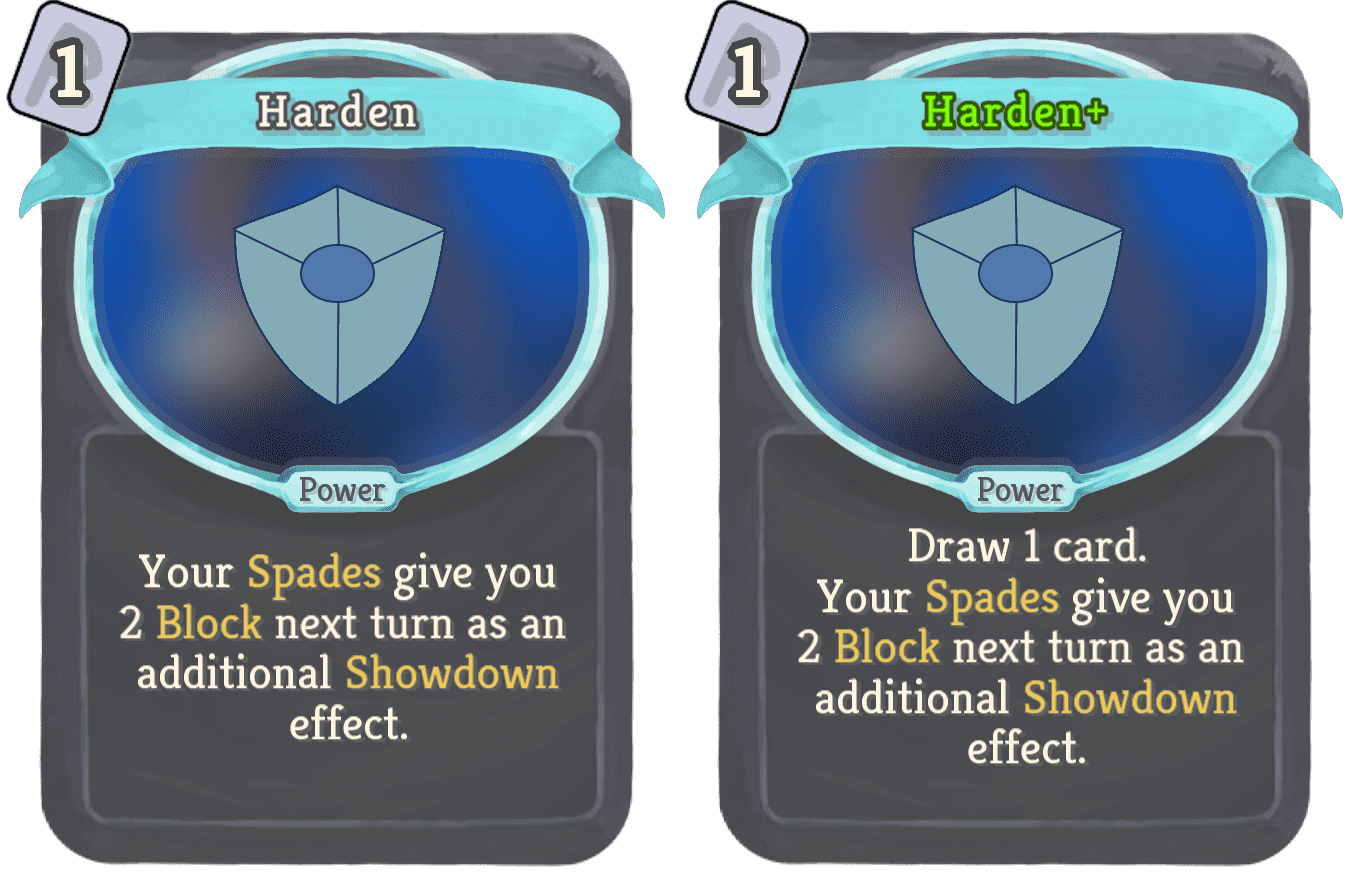 1
Harden
Power
Your Spades give you
2 Block next turn as an
additional Showdown
effect.
1
Harden+
Power
Draw 1 card.
Your Spades give you
2 Block next turn as an
additional Showdown
effect.